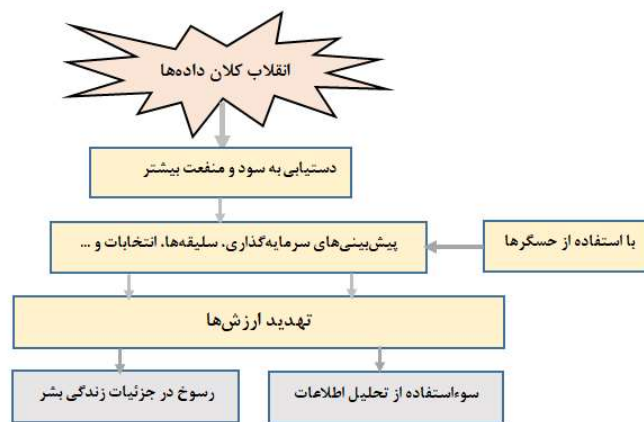 انقلاب کلان داده‌ها
دستیابی به سود و منفعت بیشتر
پیش‌بینی‌های سرمایه‌گذاری، سلیقه‌ها، انتخابات و ...
با استفاده از حسگرها
تهدید ارزش‌ها
سوءاستفاده از تحلیل اطلاعات
رسوخ در جزئیات زندگی بشر